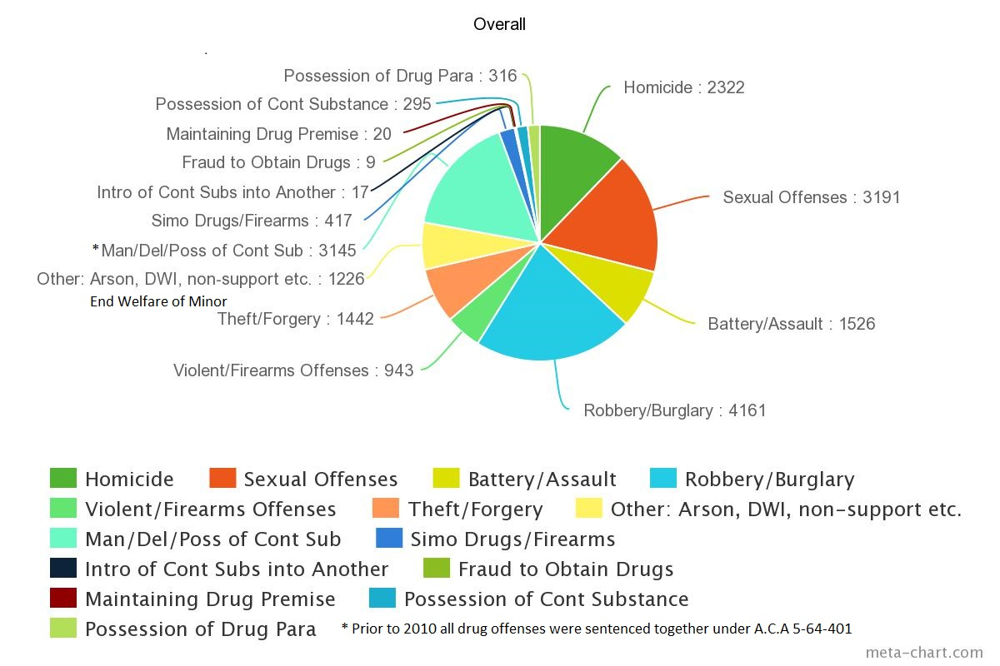 Overall
.
Possession of Drug Para : 316
Homicide : 2322
Possession of Cont Substance : 295
Maintaining Drug Premise : 20
Fraud to Obtain Drugs : 9
Intro of Cont Subs into Another : 17
Sexual Offenses : 3191
Simo Drugs/Firearms : 417
*Man/Del/Poss of Cont Sub : 3145
Other: Arson, DWI, non-support etc. : 1226
End Welfare of Minor
Theft/Forgery : 1442
Battery/Assault : 1526
Violent/Firearms Offenses : 943
Robbery/Burglary : 4161
Homicide Sexual Offenses Battery/Assault Robbery/Burglary
Violent/Firearms Offenses Theft/Forgery Other: Arson, DWI, non-support etc.
Man/Del/Poss of Cont Sub Simo Drugs/Firearms
Intro of Cont Subs into Another Fraud to Obtain Drugs
Maintaining Drug Premise Possession of Cont Substance
Possession of Drug Para * Prior to 2010 all drug offenses were sentenced together under A.C.A 5-64-401
meta-chart.com